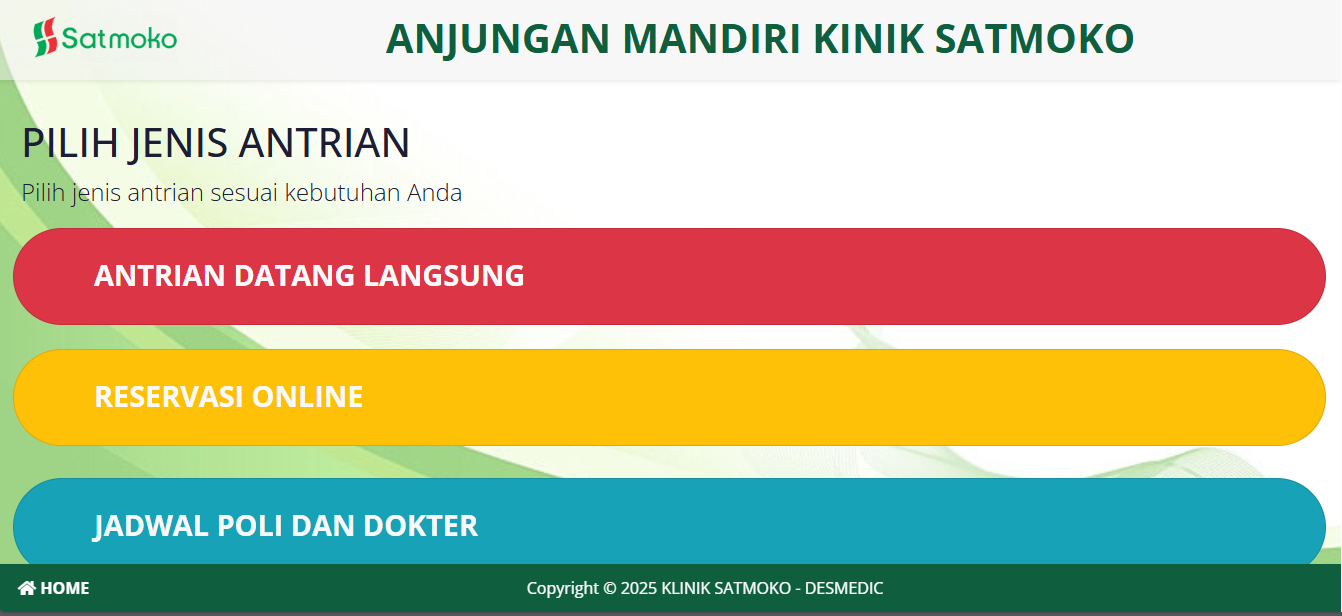 Satmoko
ANJUNGAN MANDIRI KINIK SATMOKO
PILIH JENIS ANTRIAN
Pilih jenis antrian sesuai kebutuhan Anda
ANTRIAN DATANG LANGSUNG
RESERVASI ONLINE
JADWAL POLI DAN DOKTER
HOME
Copyright © 2025 KLINIK SATMOKO - DESMEDIC